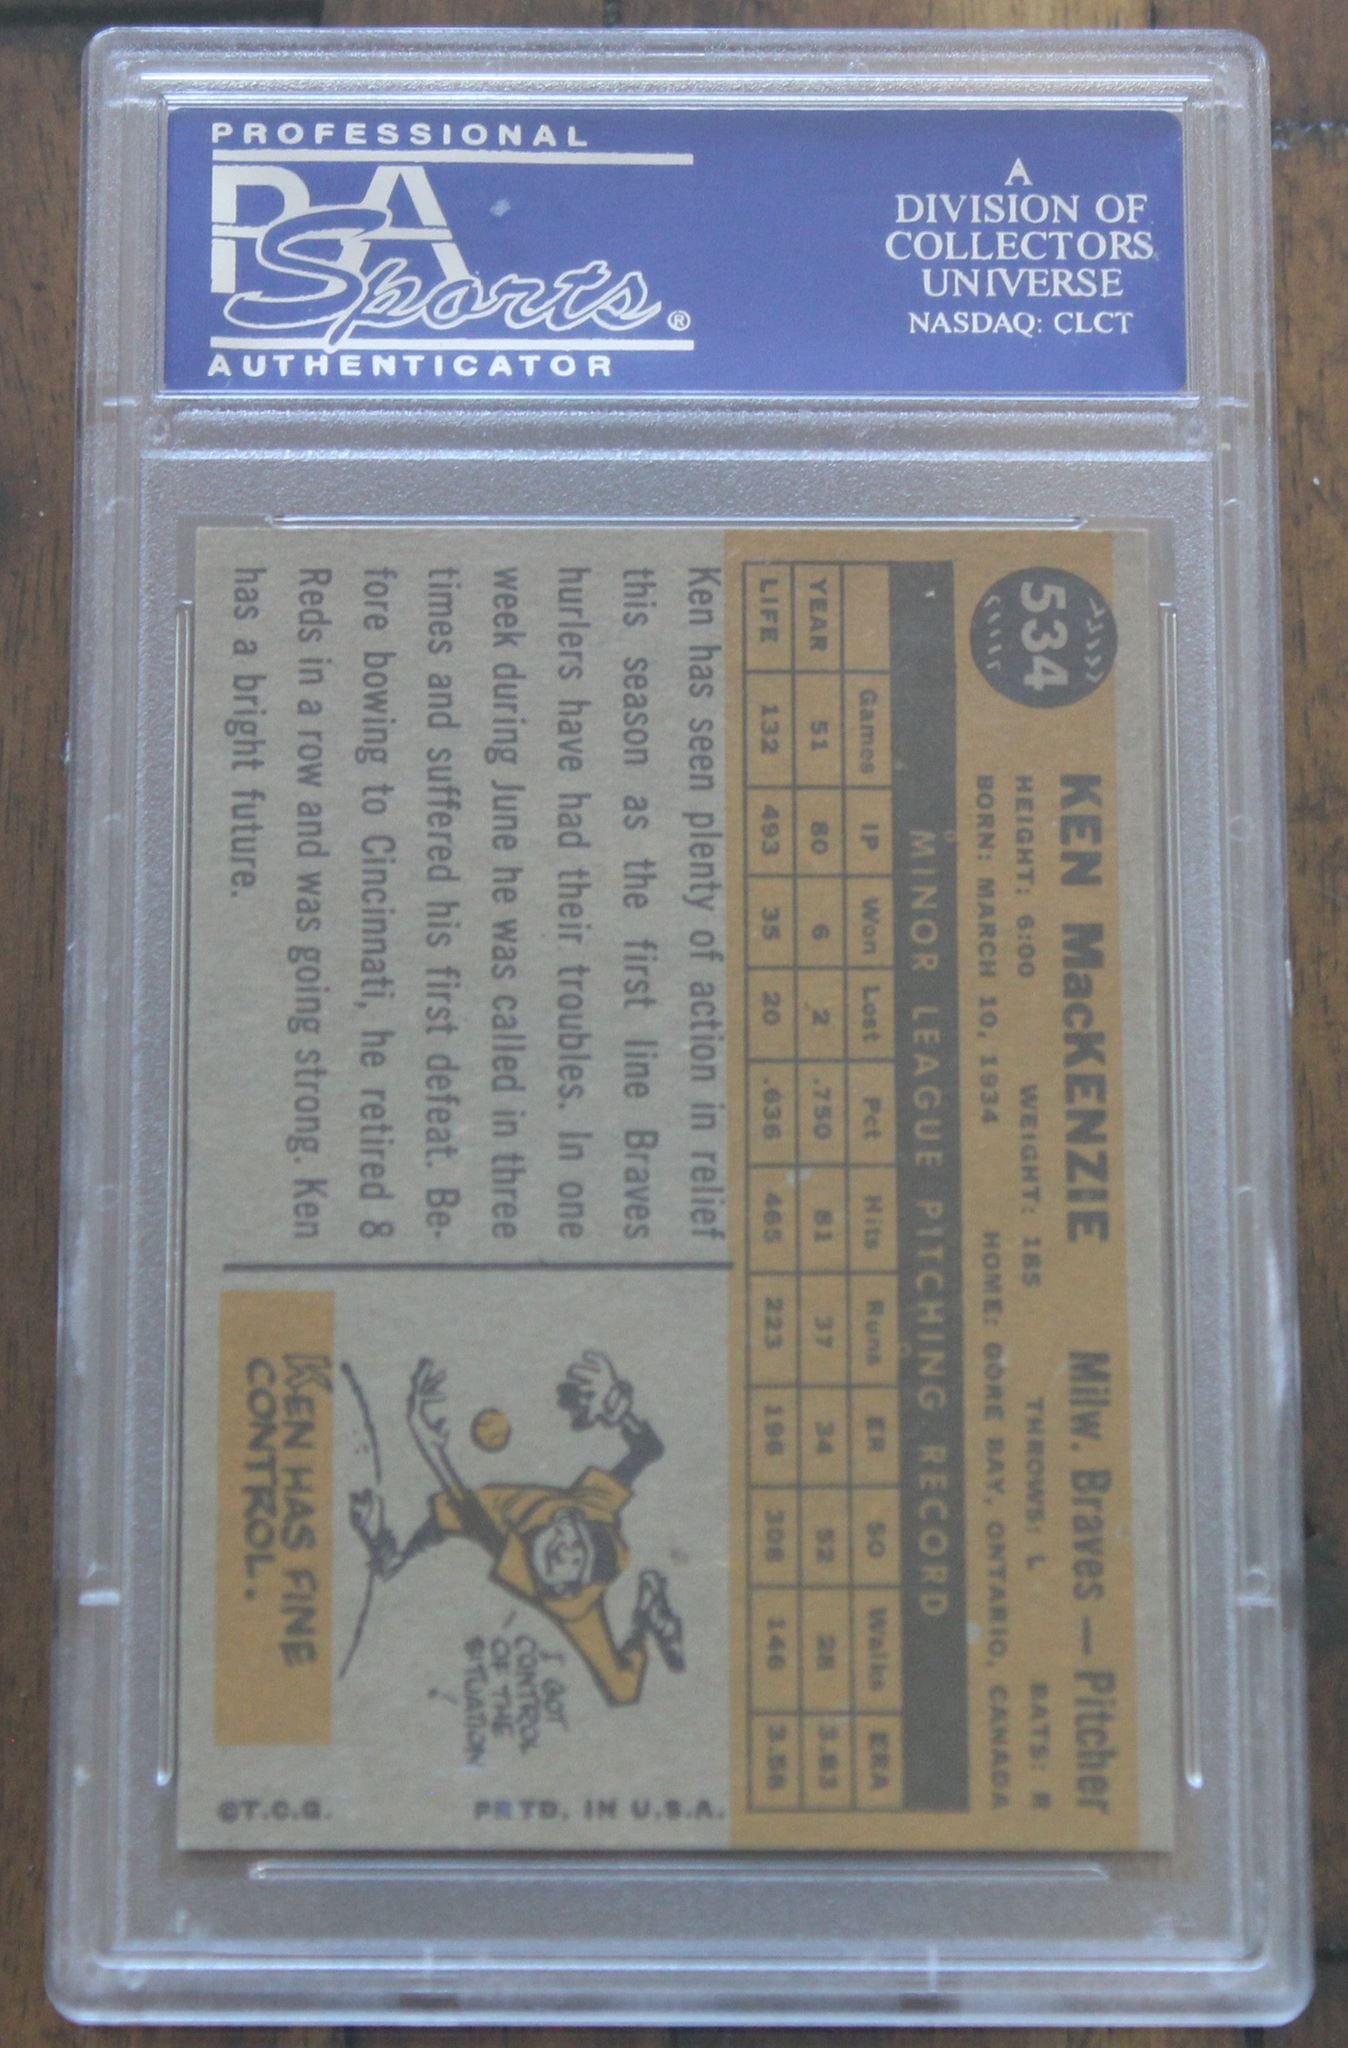 PROFESSIONAL
PSA
Sports®
AUTHENTICATOR
A
DIVISION OF
COLLECTORS
UNIVERSE
NASDAQ: CLCT
534
KEN MacKENZIE Milw. Braves — Pitcher
HEIGHT: 6:00 WEIGHT: 185 THROWS: L BATS: R
BORN: MARCH 10, 1934 HOME: GORE BAY, ONTARIO, CANADA
MINOR LEAGUE PITCHING RECORD
Games IP Won Lost Pct Hits Runs ER SO Walks ERA
YEAR 51 80 6 2 .750 81 37 34 52 28 3.83
LIFE 132 493 35 20 .636 465 223 196 308 146 3.58
Ken has seen plenty of action in relief
this season as the first line Braves
hurlers have had their troubles. In one
week during June he was called in three
times and suffered his first defeat. Be-
fore bowing to Cincinnati, he retired 8
Reds in a row and was going strong. Ken
has a bright future.
I GOT
CONTROL
OF THE
SITUATION!
KEN HAS FINE
CONTROL.
©T.C.G. PRTD. IN U.S.A.